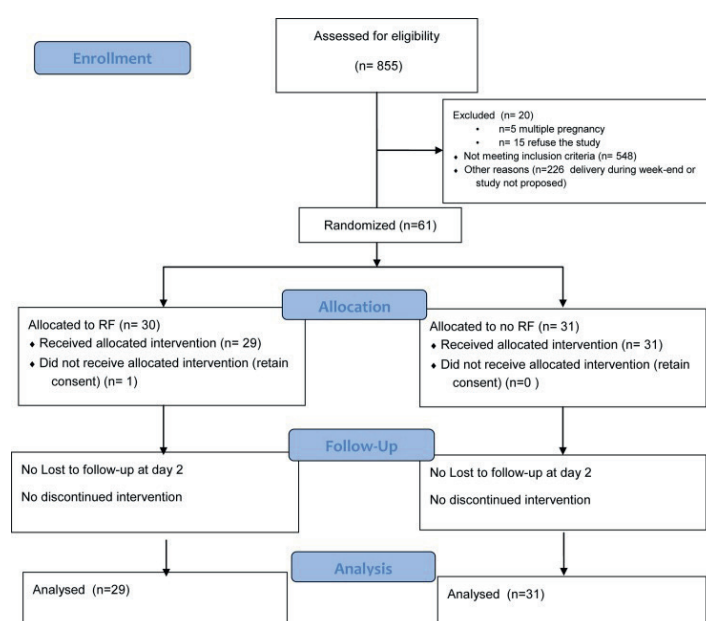 Assessed for eligibility
Enrollment
(n= 855)
Excluded (n= 20)
• n=5 multiple pregnancy
• n= 15 refuse the study
♦ Not meeting inclusion criteria (n= 548)
♦ Other reasons (n=226 delivery during week-end or
study not proposed)
Randomized (n=61)
Allocation
Allocated to RF (n= 30)
♦ Received allocated intervention (n= 29)
♦ Did not receive allocated intervention (retain
consent) (n= 1)
Allocated to no RF (n= 31)
♦ Received allocated intervention (n= 31)
♦ Did not receive allocated intervention (retain
consent) (n=0 )
Follow-Up
No Lost to follow-up at day 2
No discontinued intervention
No Lost to follow-up at day 2
No discontinued intervention
Analysis
Analysed (n=29)
Analysed (n=31)